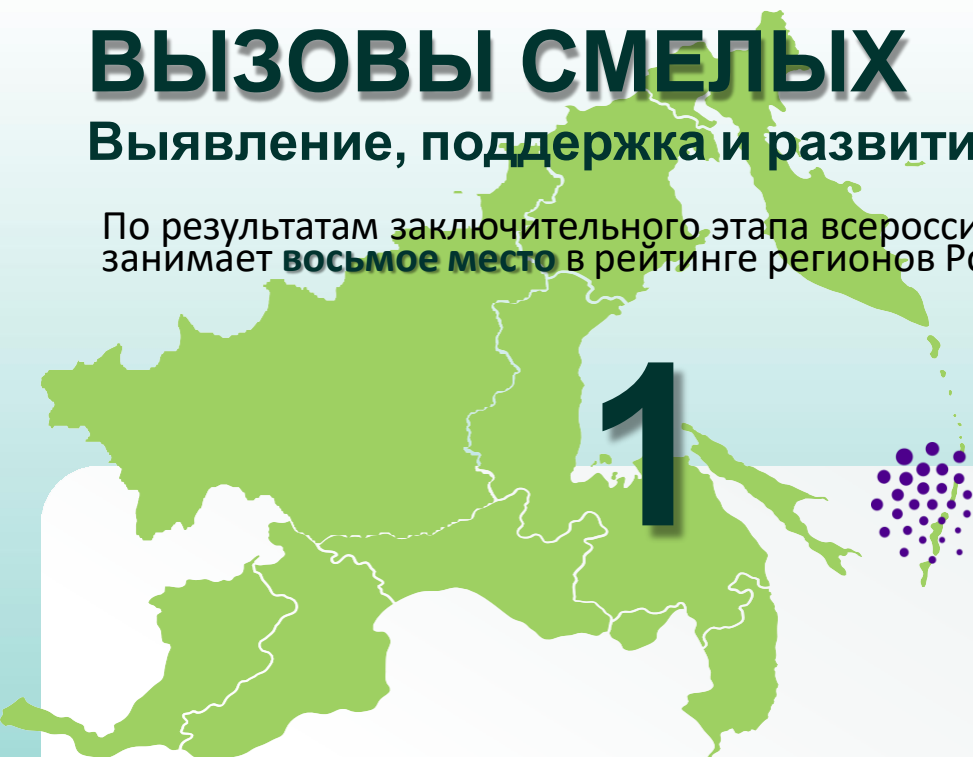 ВЫЗОВЫ СМЕЛЫХ
Выявление, поддержка и развити
По результатам заключительного этапа всеросси
занимает восьмое место в рейтинге регионов Ро
1